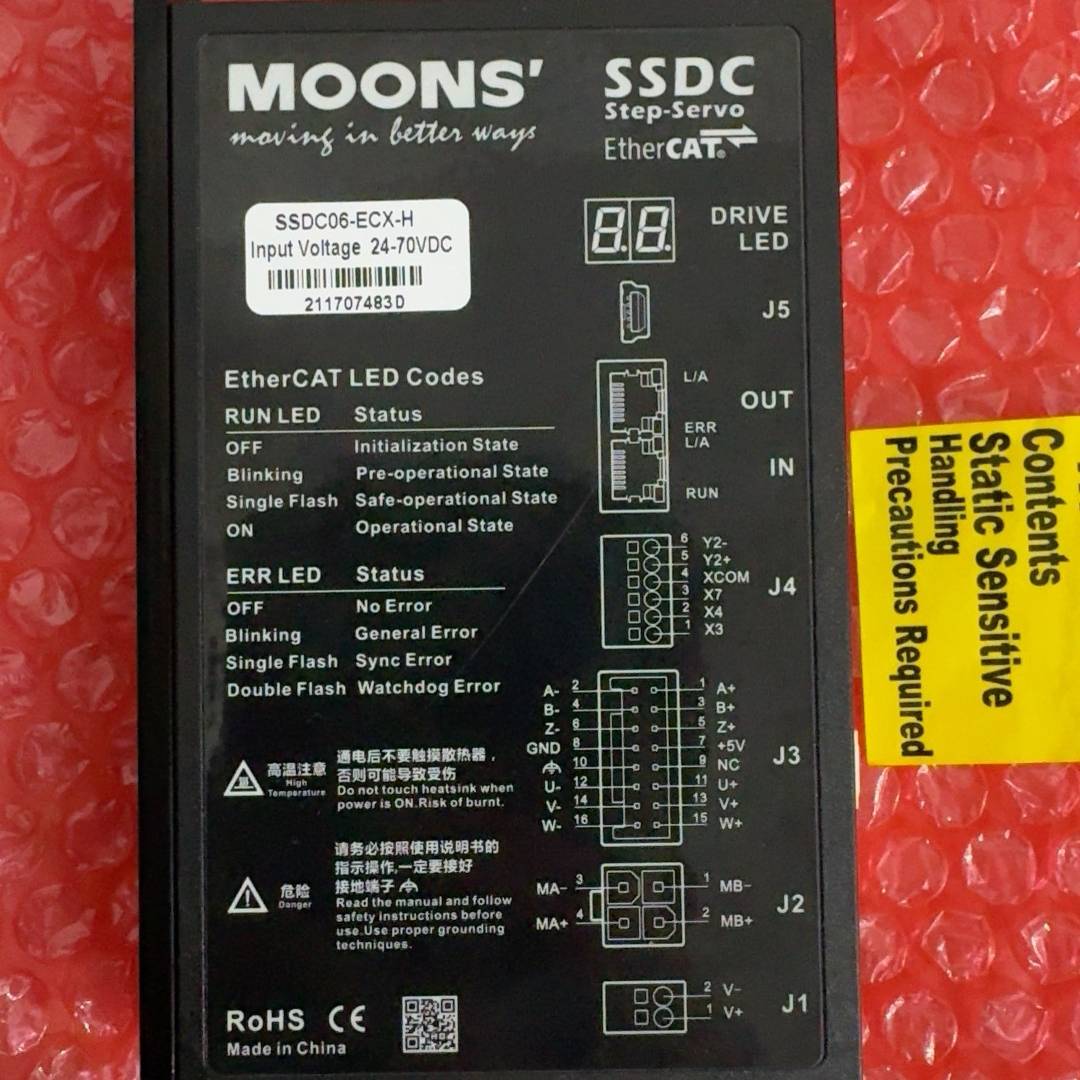 MOONS'
moving in better ways
SSDC
Step-Servo
EtherCAT®
SSDC06-ECX-H
Input Voltage 24-70VDC
211707483D
8.8.
DRIVE
LED
J5
EtherCAT LED Codes
RUN LED Status
OFF Initialization State
Blinking Pre-operational State
Single Flash Safe-operational State
ON Operational State
ERR LED Status
OFF No Error
Blinking General Error
Single Flash Sync Error
Double Flash Watchdog Error
L/A
OUT
ERR
L/A
IN
RUN
6 Y2-
5 Y2+
4 XCOM
3 X7
2 X4
1 X3
J4
A- 2 1 A+
B- 4 3 B+
Z- 6 5 Z+
GND 8 7 +5V
10 9 NC
U- 12 11 U+
V- 14 13 V+
W- 16 15 W+
J3
高温注意
High
Temperature
通电后不要触摸散热器，
否则可能导致受伤
Do not touch heatsink when
power is ON.Risk of burnt.
危险
Danger
请务必按照使用说明书的
指示操作,一定要接好
接地端子
Read the manual and follow
safety instructions before
use.Use proper grounding
techniques.
MA- 3 1 MB-
MA+ 4 2 MB+
J2
2 V-
1 V+
J1
RoHS CE
Made in China
Contents
Static Sensitive
Handling
Precautions Required